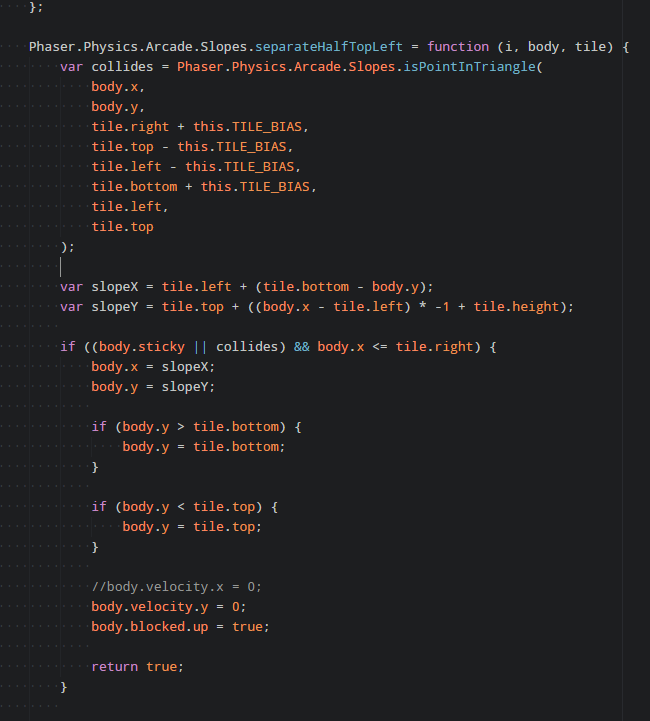 };
Phaser.Physics.Arcade.Slopes.separateHalfTopLeft = function (i, body, tile) {
var collides = Phaser.Physics.Arcade.Slopes.isPointInTriangle(
body.x,
body.y,
tile.right + this.TILE_BIAS,
tile.top - this.TILE_BIAS,
tile.left - this.TILE_BIAS,
tile.bottom + this.TILE_BIAS,
tile.left,
tile.top
);
var slopeX = tile.left + (tile.bottom - body.y);
var slopeY = tile.top + ((body.x - tile.left) * -1 + tile.height);
if ((body.sticky || collides) && body.x <= tile.right) {
body.x = slopeX;
body.y = slopeY;
if (body.y > tile.bottom) {
body.y = tile.bottom;
}
if (body.y < tile.top) {
body.y = tile.top;
}
//body.velocity.x = 0;
body.velocity.y = 0;
body.blocked.up = true;
return true;
}